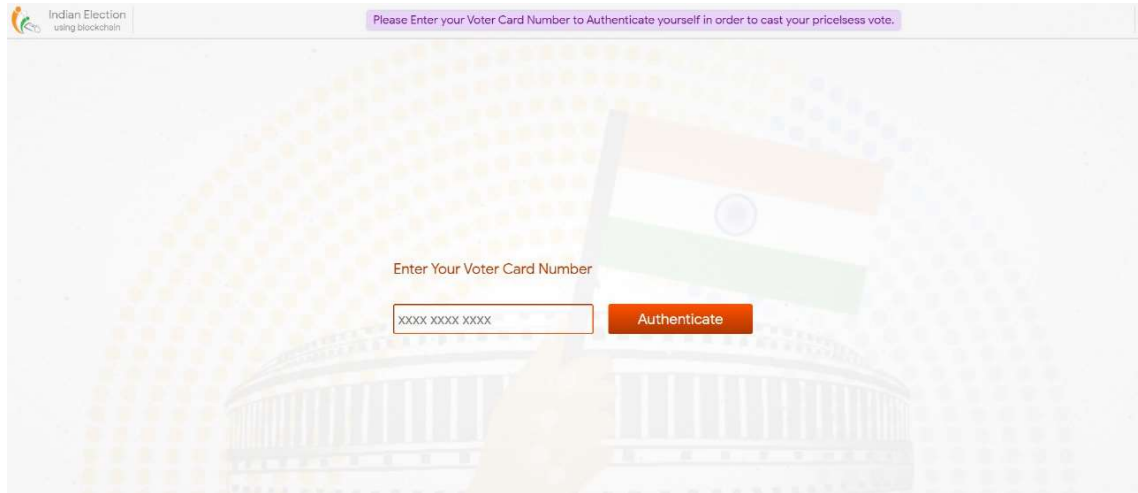 Indian Election
using blockchain
Please Enter your Voter Card Number to Authenticate yourself in order to cast your pricelsess vote.
Enter Your Voter Card Number
XXXX XXXX XXXX
Authenticate